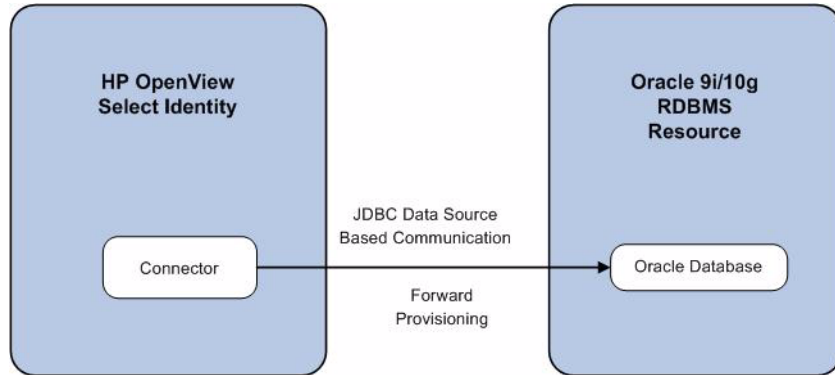 HP OpenView
Select Identity
Oracle 9i/10g
RDBMS
Resource
JDBC Data Source
Based Communication
Connector
Oracle Database
Forward
Provisioning